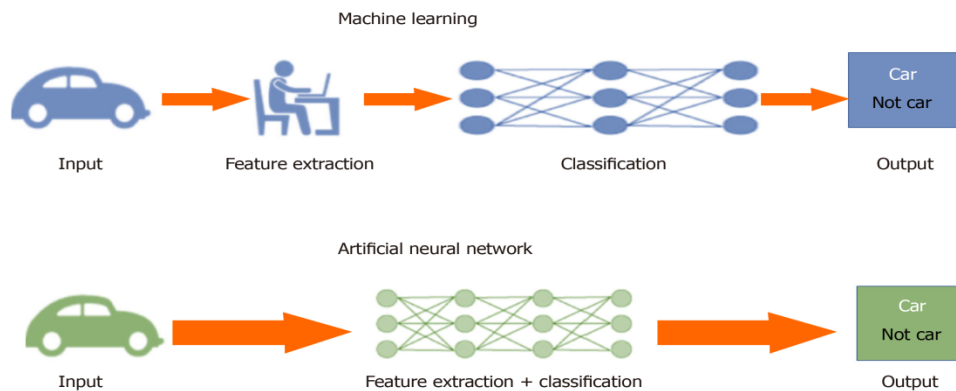 Machine learning
Car
Not car
Input
Feature extraction
Classification
Output
Artificial neural network
Car
Not car
Input
Feature extraction + classification
Output